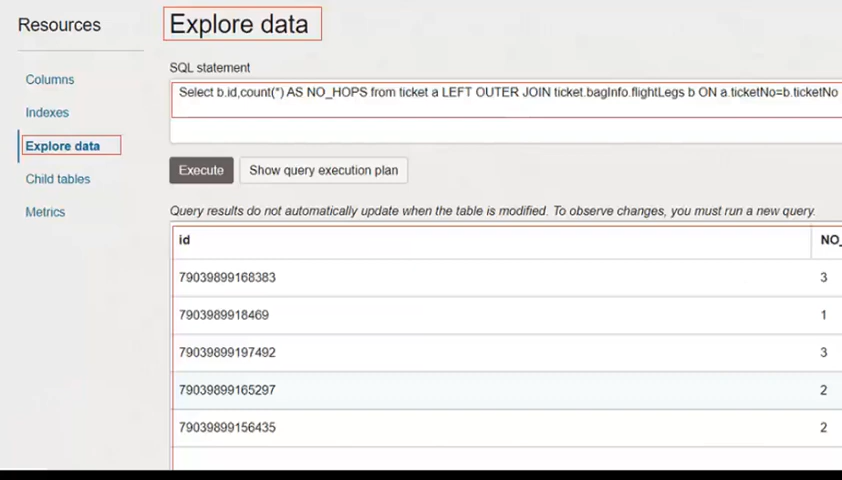 Resources
Columns
Indexes
Explore data
Child tables
Metrics
Explore data
SQL statement
Select b.id,count(*) AS NO_HOPS from ticket a LEFT OUTER JOIN ticket.bagInfo.flightLegs b ON a.ticketNo=b.ticketNo
Execute Show query execution plan
Query results do not automatically update when the table is modified. To observe changes, you must run a new query.
id NO_
79039899168383 3
7903989918469 1
79039899197492 3
79039899165297 2
79039899156435 2